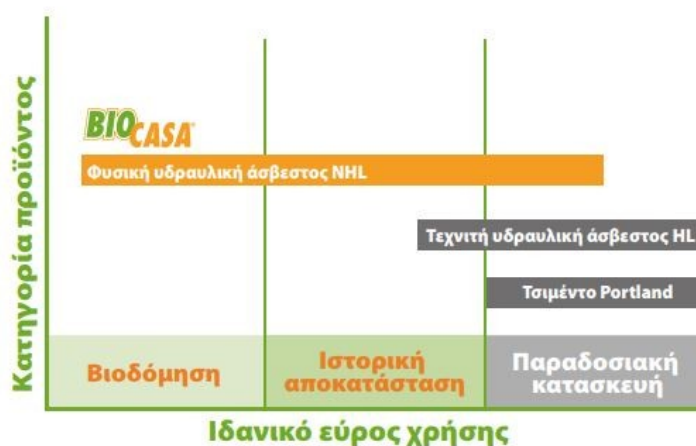 Κατηγορία προϊόντος
BIOCASA®
Φυσική υδραυλική άσβεστος NHL
Τεχνιτή υδραυλική άσβεστος HL
Τσιμέντο Portland
Βιοδόμηση
Ιστορική
αποκατάσταση
Παραδοσιακή
κατασκευή
Ιδανικό εύρος χρήσης